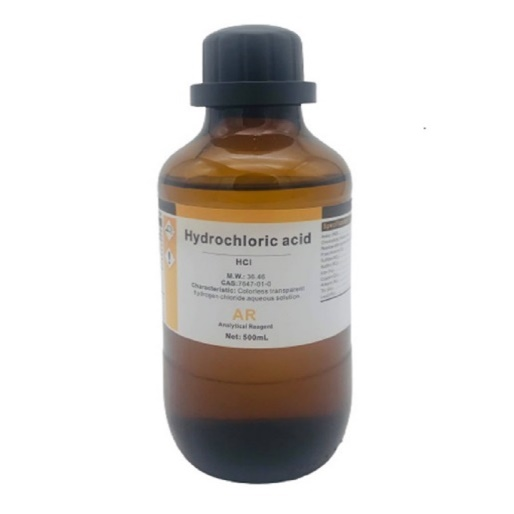 Hydrochloric acid
HCl
M.W.: 36.46
CAS:7647-01-0
Characteristic: Colorless transparent
hydrogen chloride aqueous solution
AR
Analytical Reagent
Net: 500mL